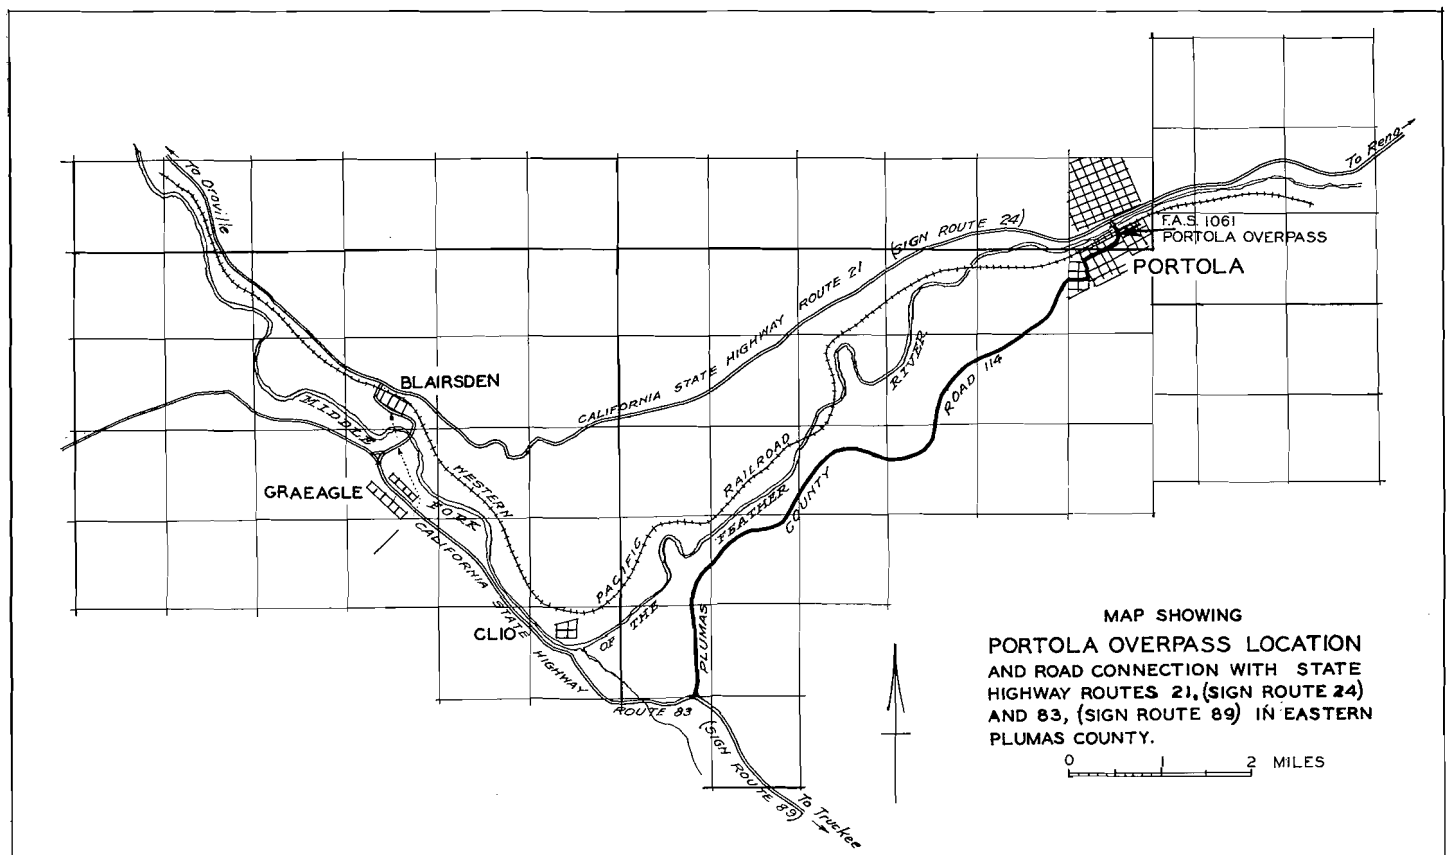 To Oroville
(SIGN ROUTE 24)
To Reno
F.A.S. 1061
PORTOLA OVERPASS
PORTOLA
CALIFORNIA STATE HIGHWAY ROUTE 21
BLAIRSDEN
MIDDLE
FORK
OF THE
FEATHER
RIVER
ROAD 114
COUNTY
PLUMAS
GRAEAGLE
WESTERN
PACIFIC
RAILROAD
CALIFORNIA STATE HIGHWAY
ROUTE 83
(SIGN ROUTE 89)
CLIO
To Truckee
MAP SHOWING
PORTOLA OVERPASS LOCATION
AND ROAD CONNECTION WITH STATE
HIGHWAY ROUTES 21, (SIGN ROUTE 24)
AND 83, (SIGN ROUTE 89) IN EASTERN
PLUMAS COUNTY.
0 2 MILES